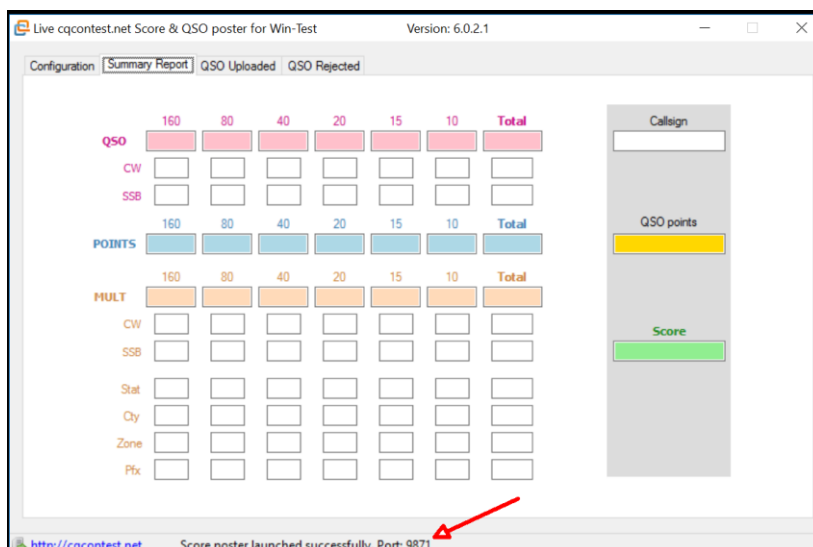 Live cqcontest.net Score & QSO poster for Win-Test Version: 6.0.2.1
Configuration Summary Report QSO Uploaded QSO Rejected
160 80 40 20 15 10 Total Callsign
QSO
CW
SSB
160 80 40 20 15 10 Total QSO points
POINTS
160 80 40 20 15 10 Total
MULT
CW
SSB Score
Stat
Cty
Zone
Pfx
http://cqcontest.net Score poster launched successfully. Port: 9871